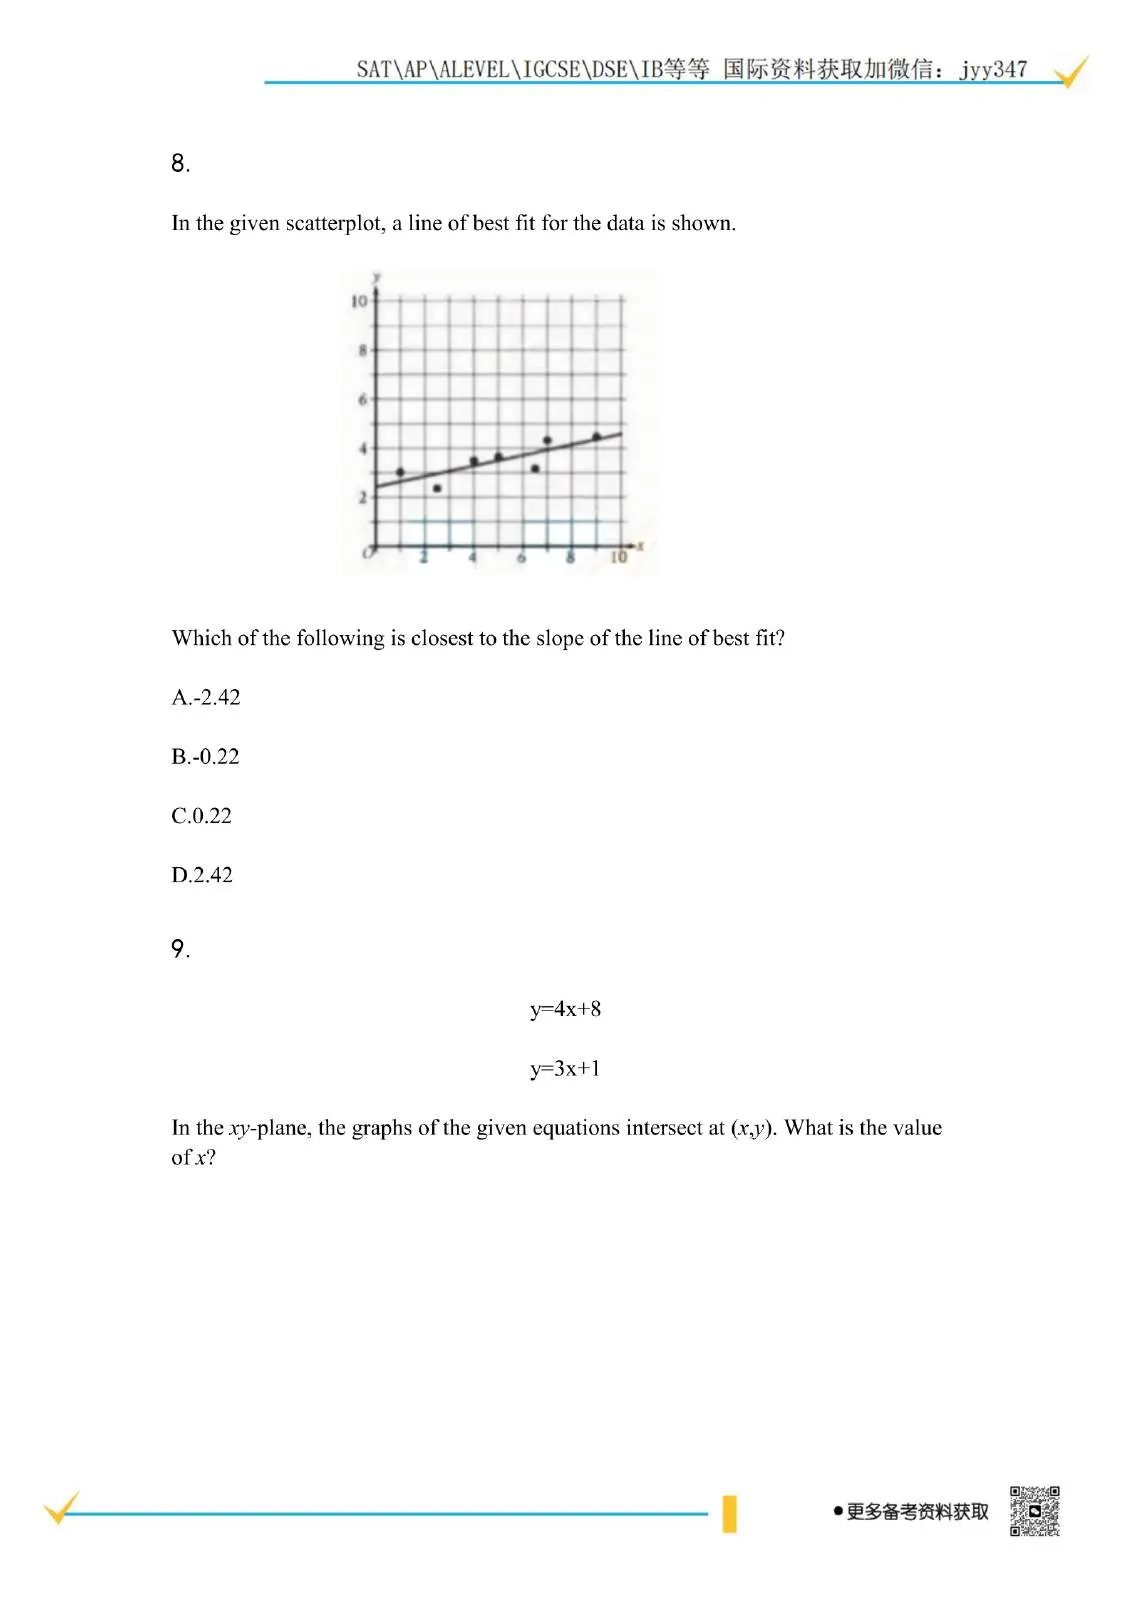 SAT\AP\ALEVEL\IGCSE\DSE\IB等等 国际资料获取加微信：jyy347
8.
In the given scatterplot, a line of best fit for the data is shown.
y
10
8
6
4
2
O
2
4
6
8
10
x
Which of the following is closest to the slope of the line of best fit?
A.-2.42
B.-0.22
C.0.22
D.2.42
9.
y=4x+8
y=3x+1
In the xy-plane, the graphs of the given equations intersect at (x,y). What is the value
of x?
●更多备考资料获取